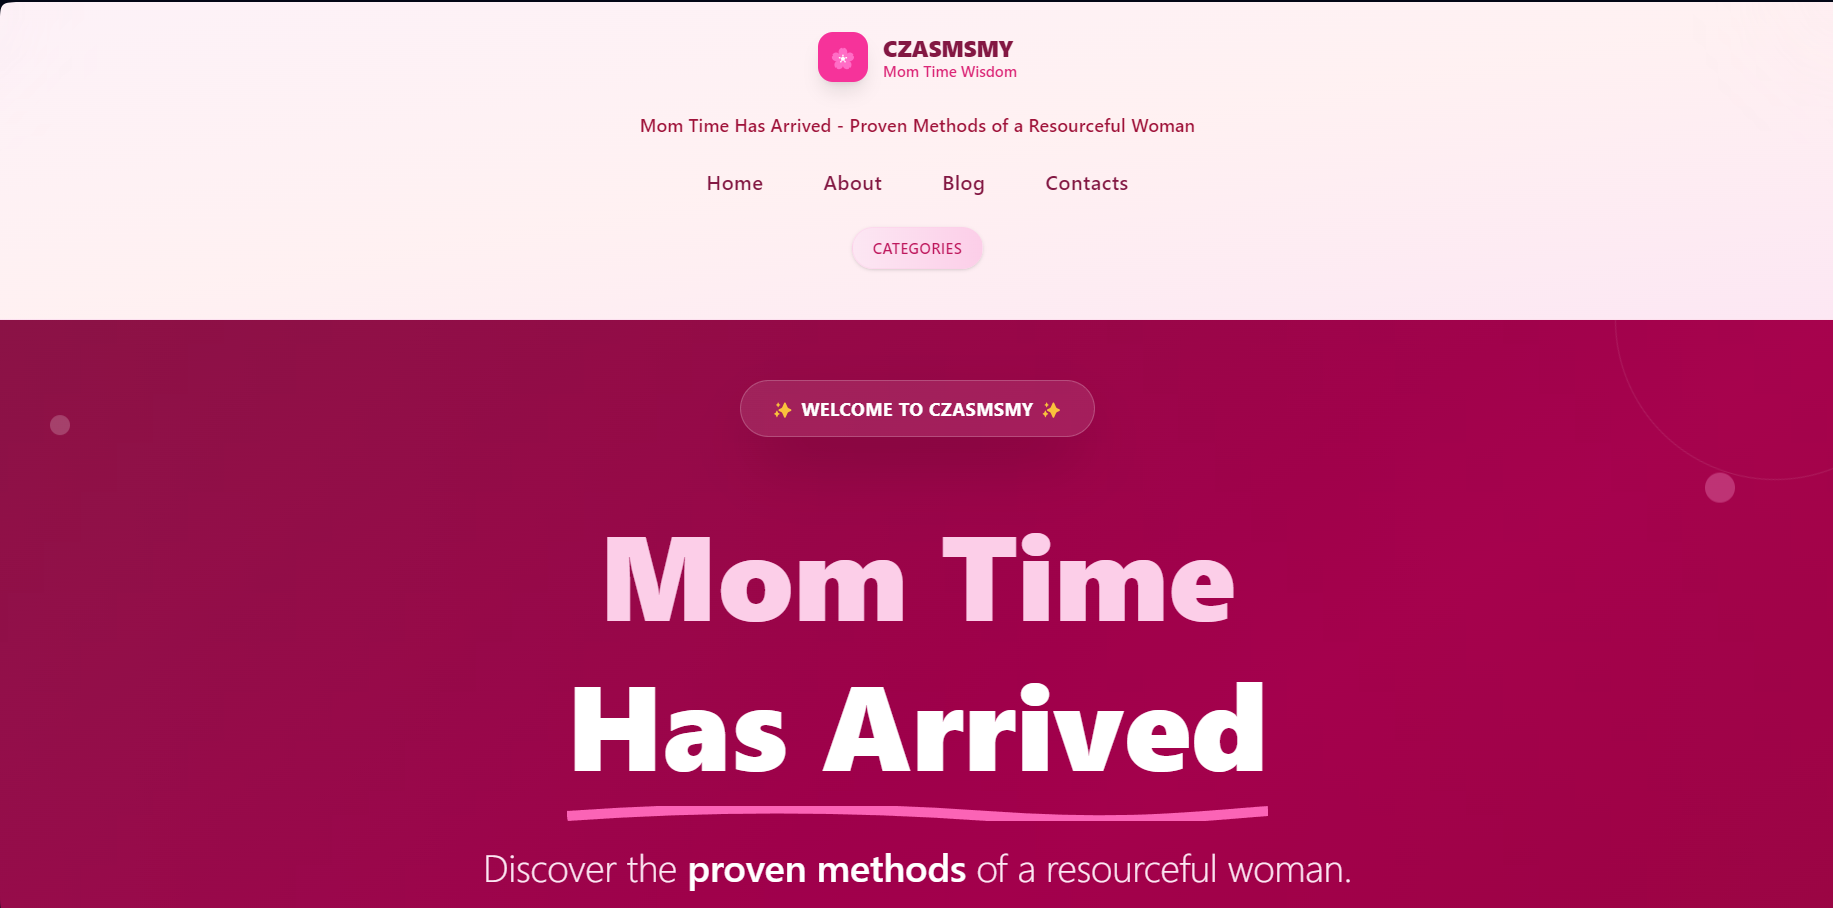 CZASMSMY
Mom Time Wisdom
Mom Time Has Arrived - Proven Methods of a Resourceful Woman
Home About Blog Contacts
CATEGORIES
✨ WELCOME TO CZASMSMY ✨
Mom Time
Has Arrived
Discover the proven methods of a resourceful woman.